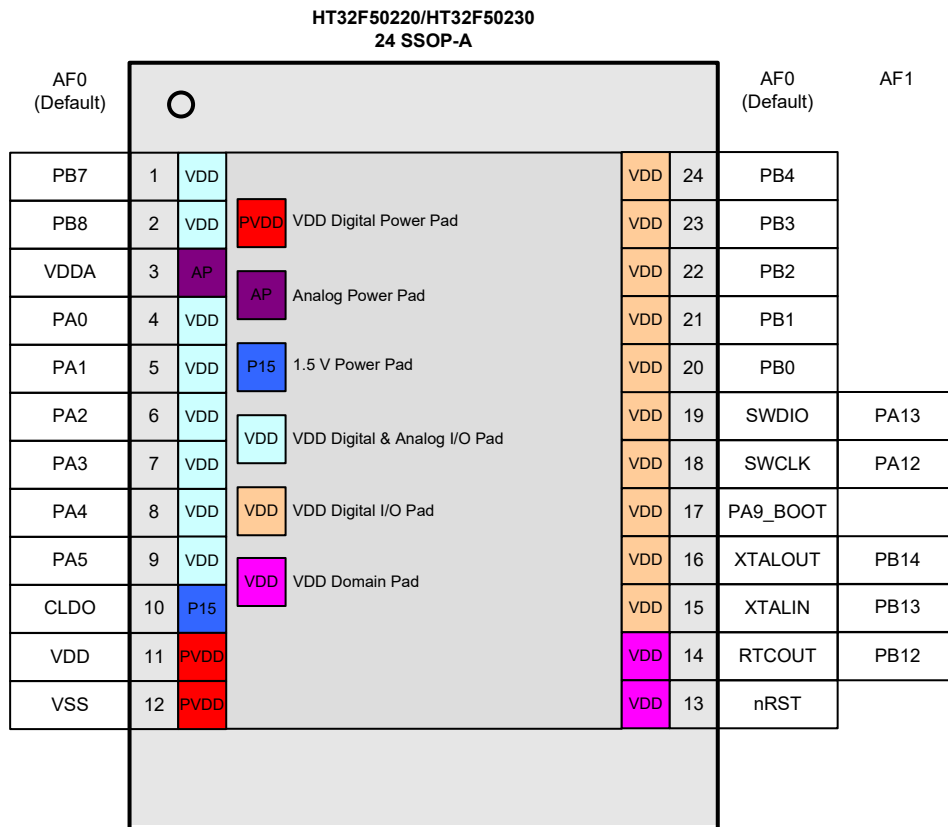 HT32F50220/HT32F50230
24 SSOP-A
AF0
(Default)
AF0
(Default)
AF1
PB7 1 VDD VDD 24 PB4
PB8 2 VDD PVDD VDD Digital Power Pad VDD 23 PB3
VDDA 3 AP AP Analog Power Pad VDD 22 PB2
PA0 4 VDD VDD 21 PB1
PA1 5 VDD P15 1.5 V Power Pad VDD 20 PB0
PA2 6 VDD VDD VDD Digital & Analog I/O Pad VDD 19 SWDIO PA13
PA3 7 VDD VDD 18 SWCLK PA12
PA4 8 VDD VDD VDD Digital I/O Pad VDD 17 PA9_BOOT
PA5 9 VDD VDD VDD Domain Pad VDD 16 XTALOUT PB14
CLDO 10 P15 VDD 15 XTALIN PB13
VDD 11 PVDD VDD 14 RTCOUT PB12
VSS 12 PVDD VDD 13 nRST